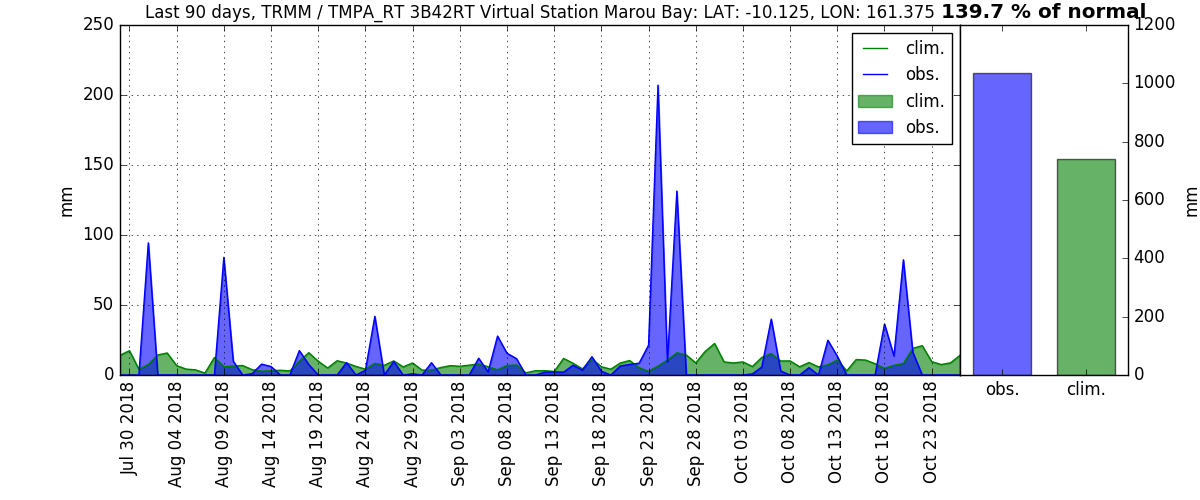 Last 90 days, TRMM / TMPA_RT 3B42RT Virtual Station Marou Bay: LAT: -10.125, LON: 161.375 139.7 % of normal
250
200
150
100
50
0
mm
clim.
obs.
clim.
obs.
1200
1000
800
600
400
200
0
mm
obs.
clim.
Jul 30 2018
Aug 04 2018
Aug 09 2018
Aug 14 2018
Aug 19 2018
Aug 24 2018
Aug 29 2018
Sep 03 2018
Sep 08 2018
Sep 13 2018
Sep 18 2018
Sep 23 2018
Sep 28 2018
Oct 03 2018
Oct 08 2018
Oct 13 2018
Oct 18 2018
Oct 23 2018